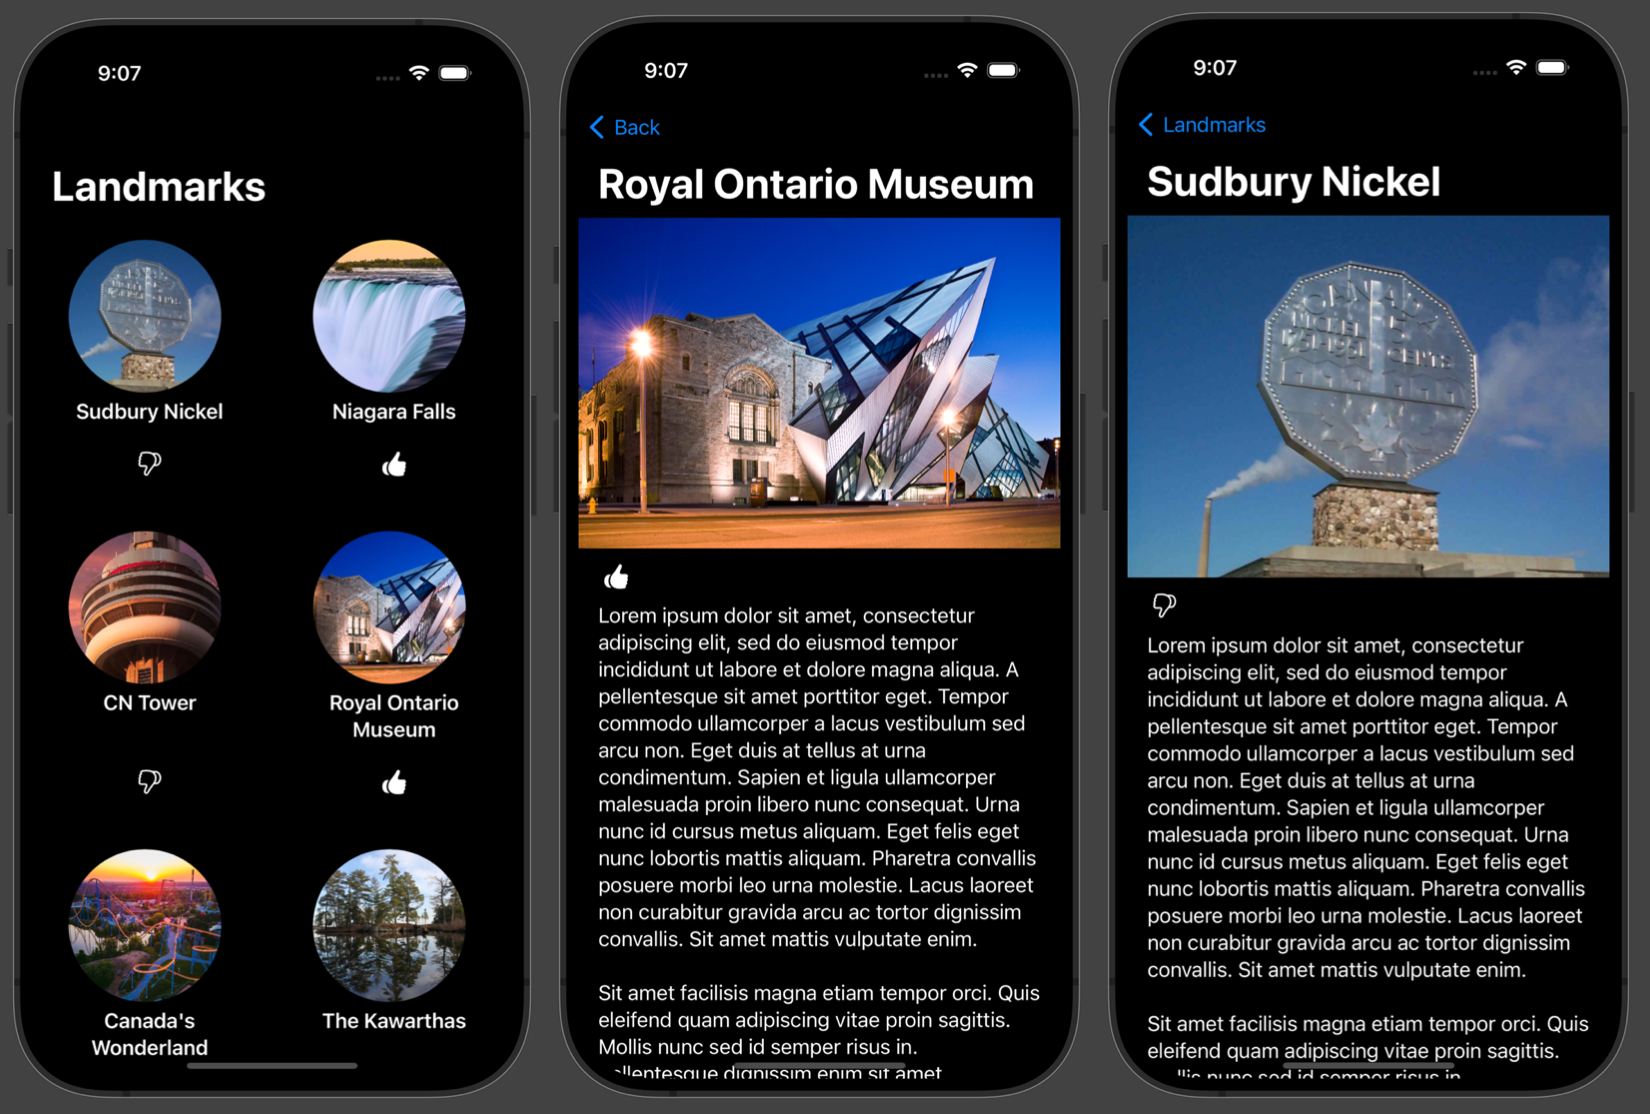 9:07
Landmarks
Sudbury Nickel
Niagara Falls
CN Tower
Royal Ontario
Museum
Canada's
Wonderland
The Kawarthas
9:07
Back
Royal Ontario Museum
Lorem ipsum dolor sit amet, consectetur
adipiscing elit, sed do eiusmod tempor
incididunt ut labore et dolore magna aliqua. A
pellentesque sit amet porttitor eget. Tempor
commodo ullamcorper a lacus vestibulum sed
arcu non. Eget duis at tellus at urna
condimentum. Sapien et ligula ullamcorper
malesuada proin libero nunc consequat. Urna
nunc id cursus metus aliquam. Eget felis eget
nunc lobortis mattis aliquam. Pharetra convallis
posuere morbi leo urna molestie. Lacus laoreet
non curabitur gravida arcu ac tortor dignissim
convallis. Sit amet mattis vulputate enim.
Sit amet facilisis magna etiam tempor orci. Quis
eleifend quam adipiscing vitae proin sagittis.
Mollis nunc sed id semper risus in.
dignissim enim sit amet
9:07
Landmarks
Sudbury Nickel
CANADA
NICKEL
1751-1951
5
CENTS
Lorem ipsum dolor sit amet, consectetur
adipiscing elit, sed do eiusmod tempor
incididunt ut labore et dolore magna aliqua. A
pellentesque sit amet porttitor eget. Tempor
commodo ullamcorper a lacus vestibulum sed
arcu non. Eget duis at tellus at urna
condimentum. Sapien et ligula ullamcorper
malesuada proin libero nunc consequat. Urna
nunc id cursus metus aliquam. Eget felis eget
nunc lobortis mattis aliquam. Pharetra convallis
posuere morbi leo urna molestie. Lacus laoreet
non curabitur gravida arcu ac tortor dignissim
convallis. Sit amet mattis vulputate enim.
Sit amet facilisis magna etiam tempor orci. Quis
eleifend quam adipiscing vitae proin sagittis.
nunc sed id semper risus in.